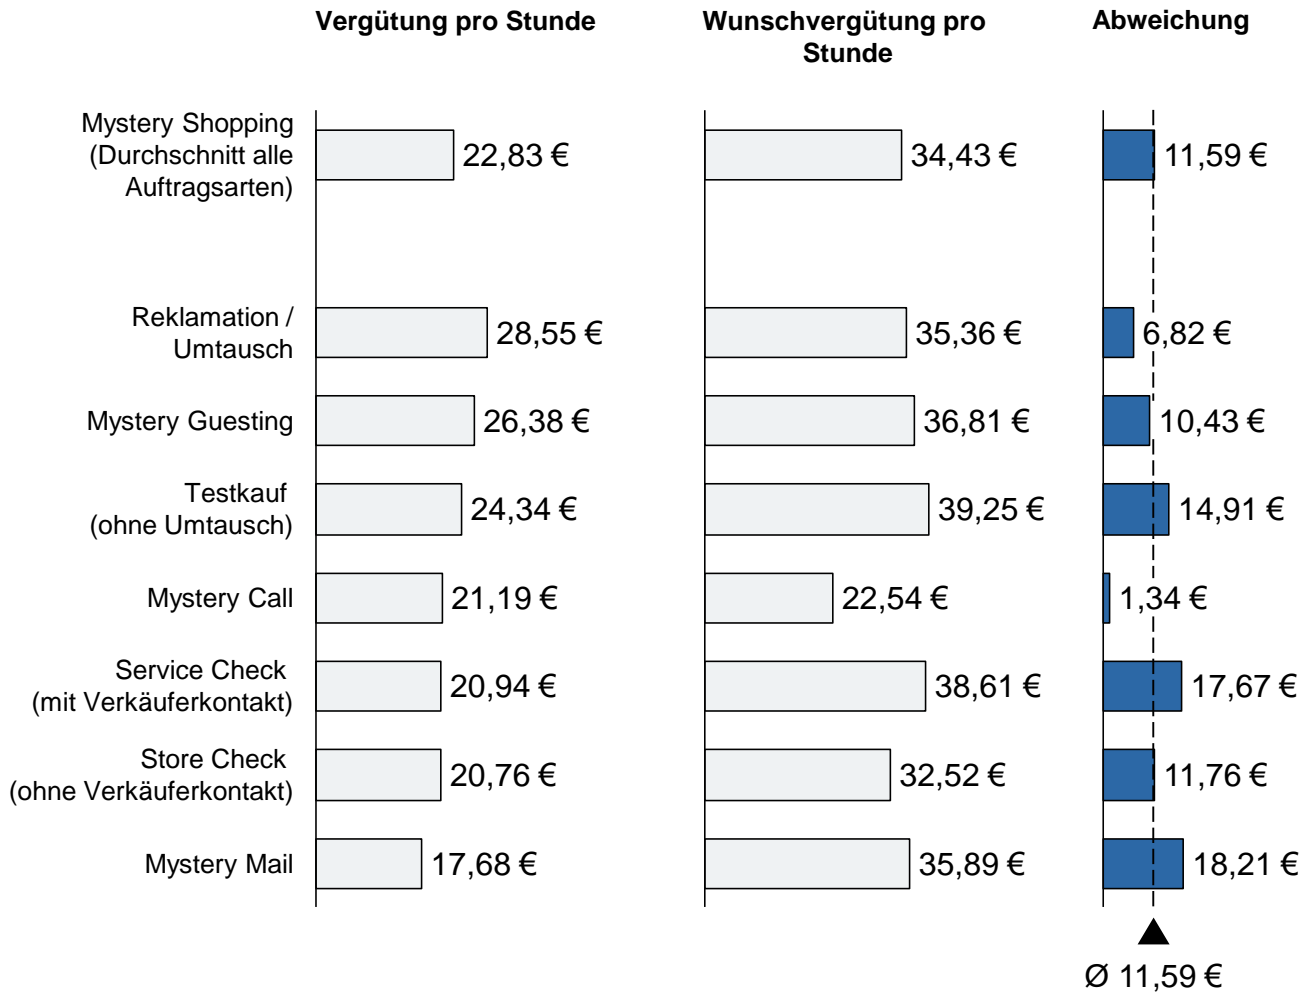 Vergütung pro Stunde
Wunschvergütung pro
Stunde
Abweichung
Mystery Shopping
(Durchschnitt alle
Auftragsarten)
22,83 €
34,43 €
11,59 €
Reklamation /
Umtausch
28,55 €
35,36 €
6,82 €
Mystery Guesting
26,38 €
36,81 €
10,43 €
Testkauf
(ohne Umtausch)
24,34 €
39,25 €
14,91 €
Mystery Call
21,19 €
22,54 €
1,34 €
Service Check
(mit Verkäuferkontakt)
20,94 €
38,61 €
17,67 €
Store Check
(ohne Verkäuferkontakt)
20,76 €
32,52 €
11,76 €
Mystery Mail
17,68 €
35,89 €
18,21 €
Ø 11,59 €